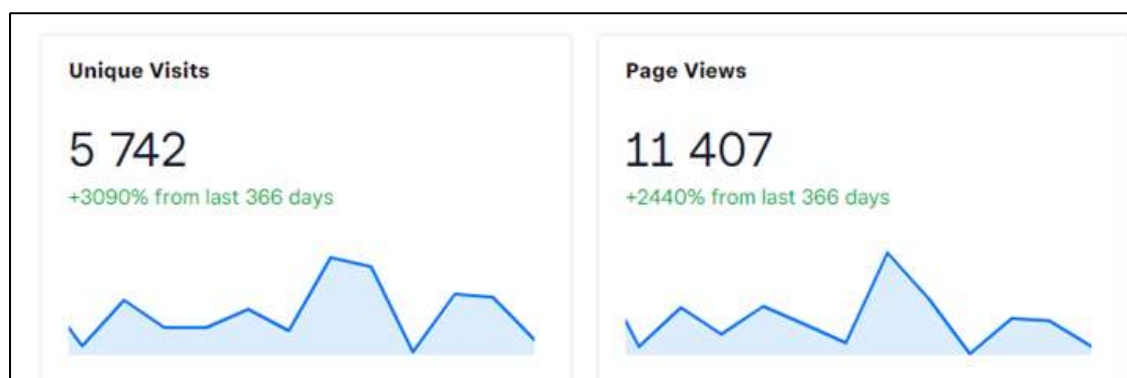 Unique Visits
5 742
+3090% from last 366 days
Page Views
11 407
+2440% from last 366 days